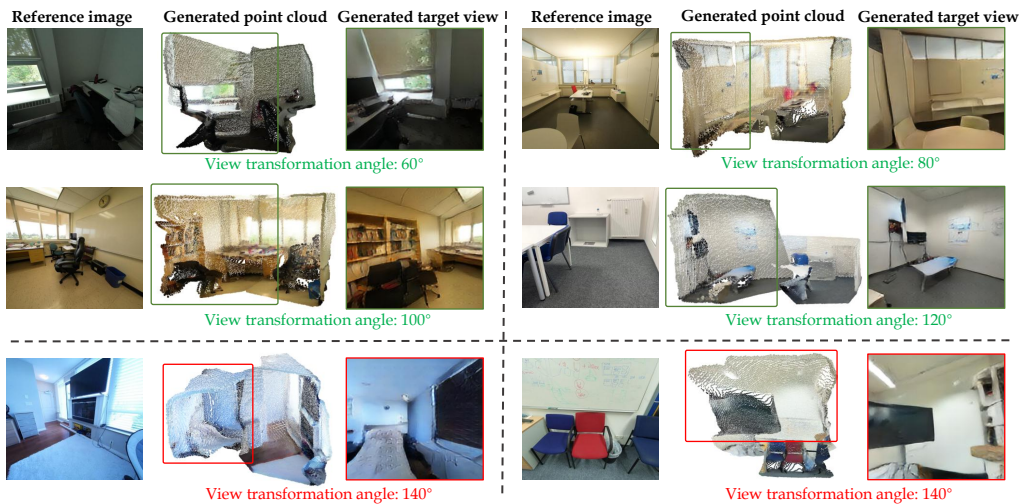 Reference image Generated point cloud Generated target view Reference image Generated point cloud Generated target view
View transformation angle: 60° View transformation angle: 80°
View transformation angle: 100° View transformation angle: 120°
View transformation angle: 140° View transformation angle: 140°